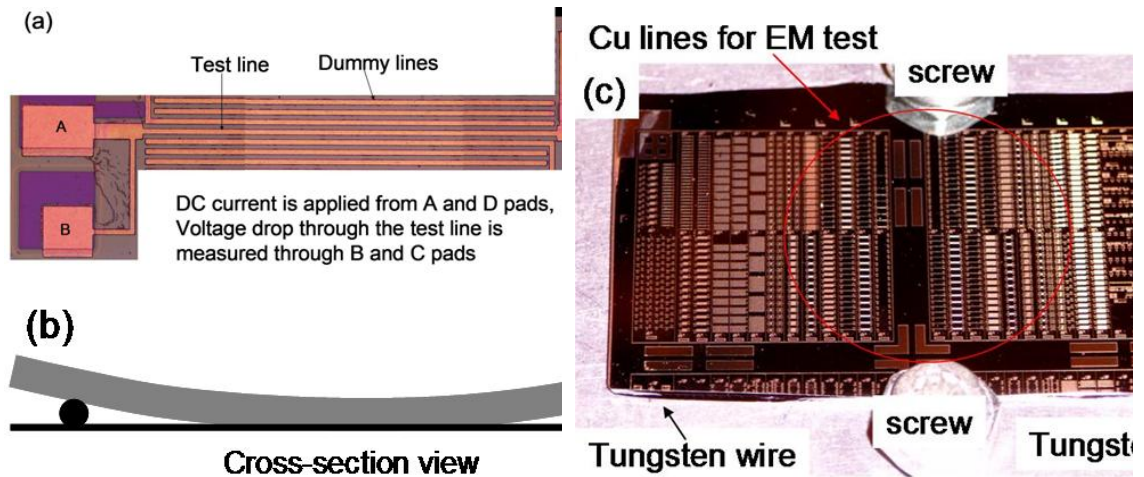 (a)
Test line
Dummy lines
A
B
DC current is applied from A and D pads,
Voltage drop through the test line is
measured through B and C pads
(b)
Cross-section view
Cu lines for EM test
screw
(c)
screw
Tungsten wire
Tungste